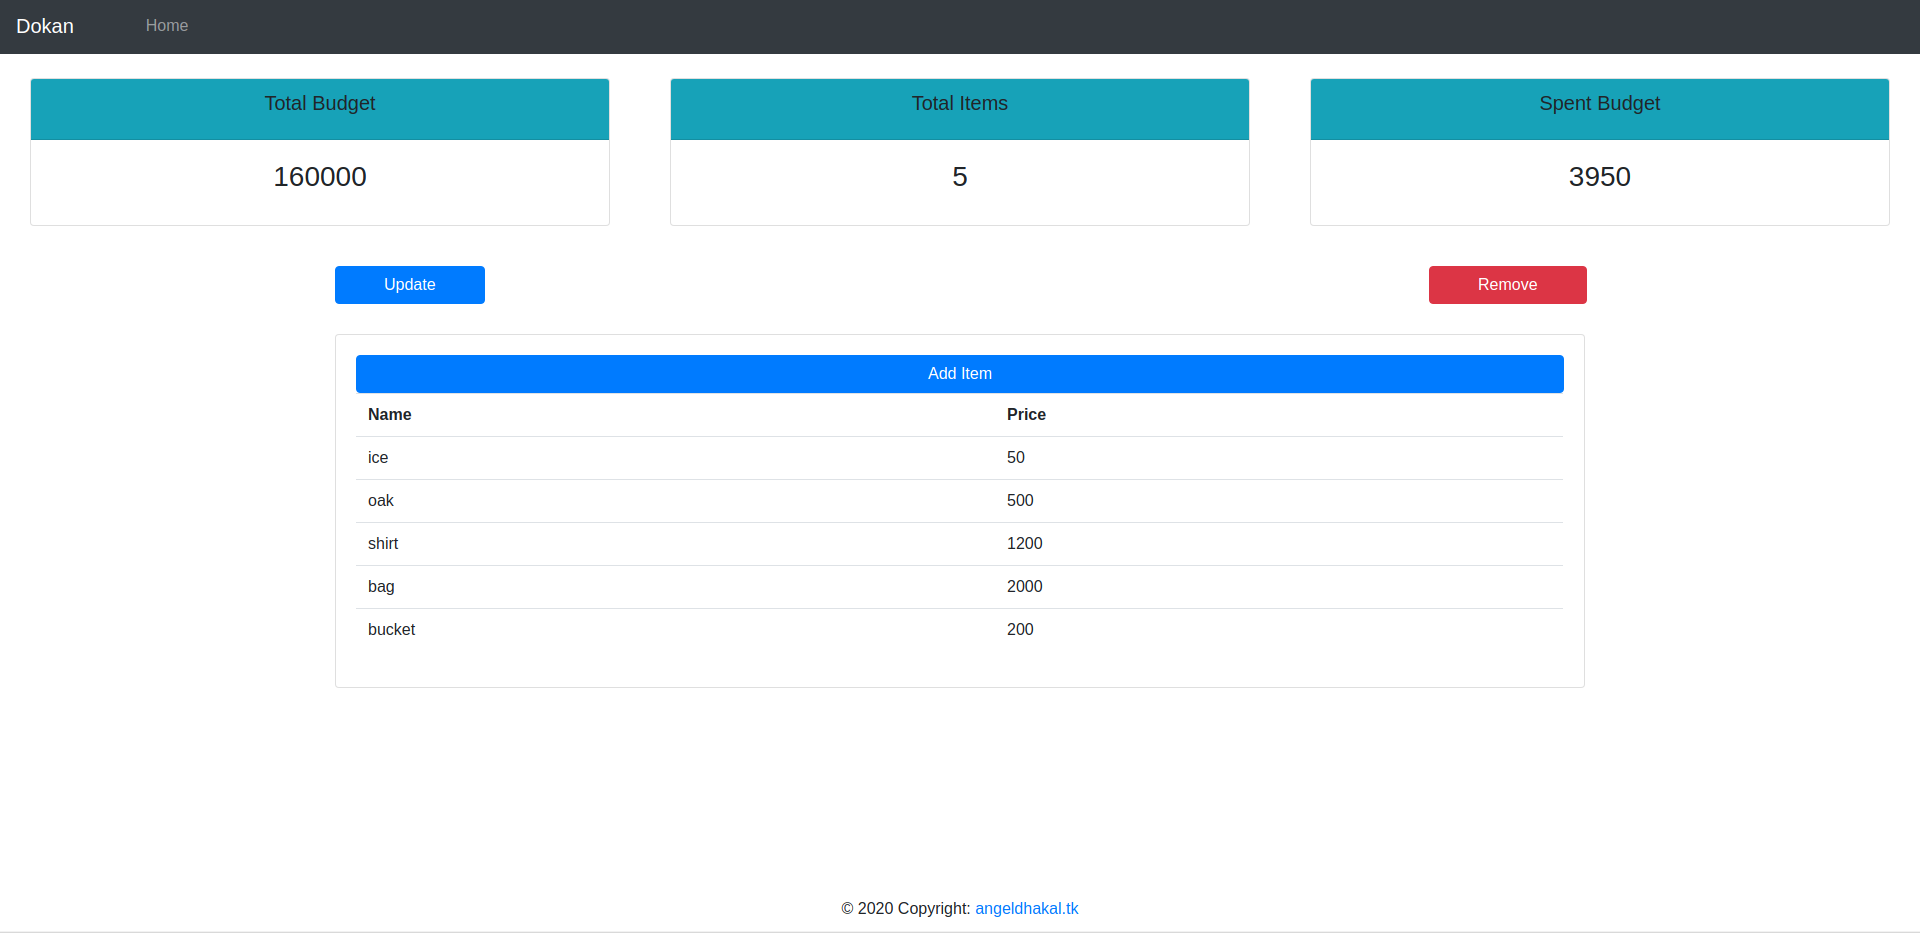 Dokan Home
Total Budget Total Items Spent Budget
160000 5 3950
Update Remove
Add Item
Name Price
ice 50
oak 500
shirt 1200
bag 2000
bucket 200
© 2020 Copyright: angeldhakal.tk